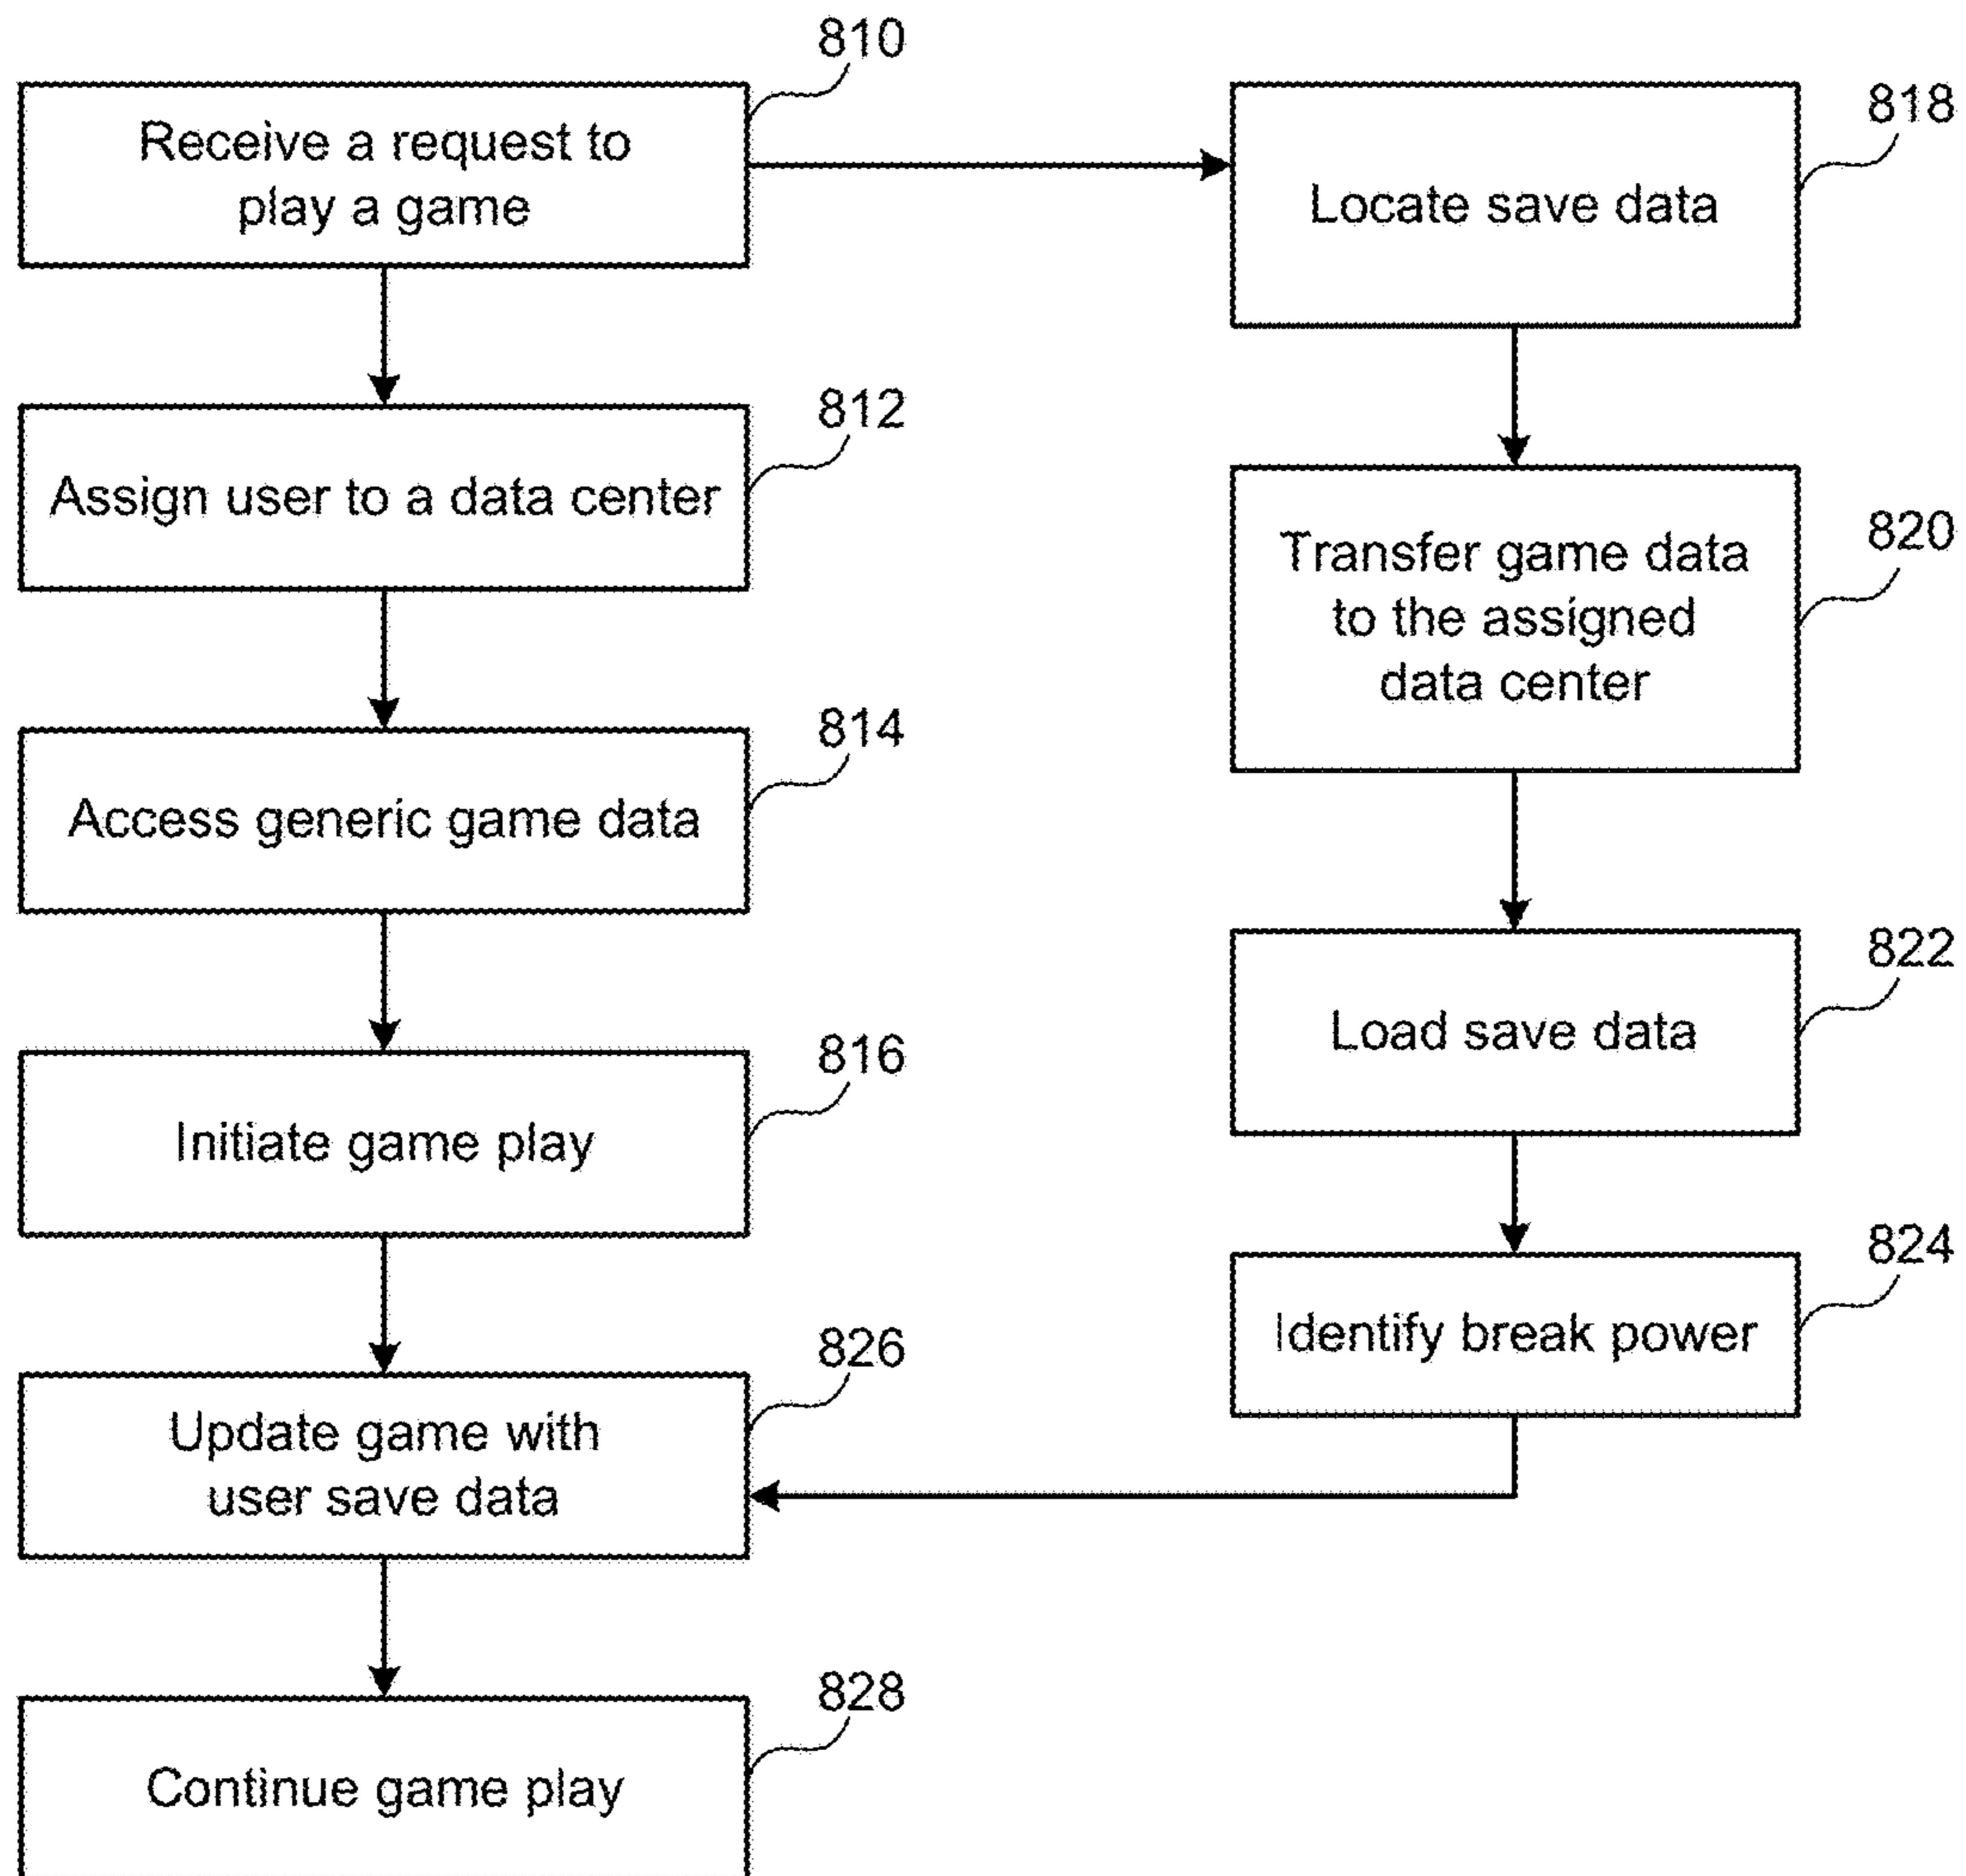 810
Receive a request to
play a game
812
Assign user to a data center
814
Access generic game data
816
Initiate game play
826
Update game with
user save data
828
Continue game play
818
Locate save data
820
Transfer game data
to the assigned
data center
822
Load save data
824
Identify break power